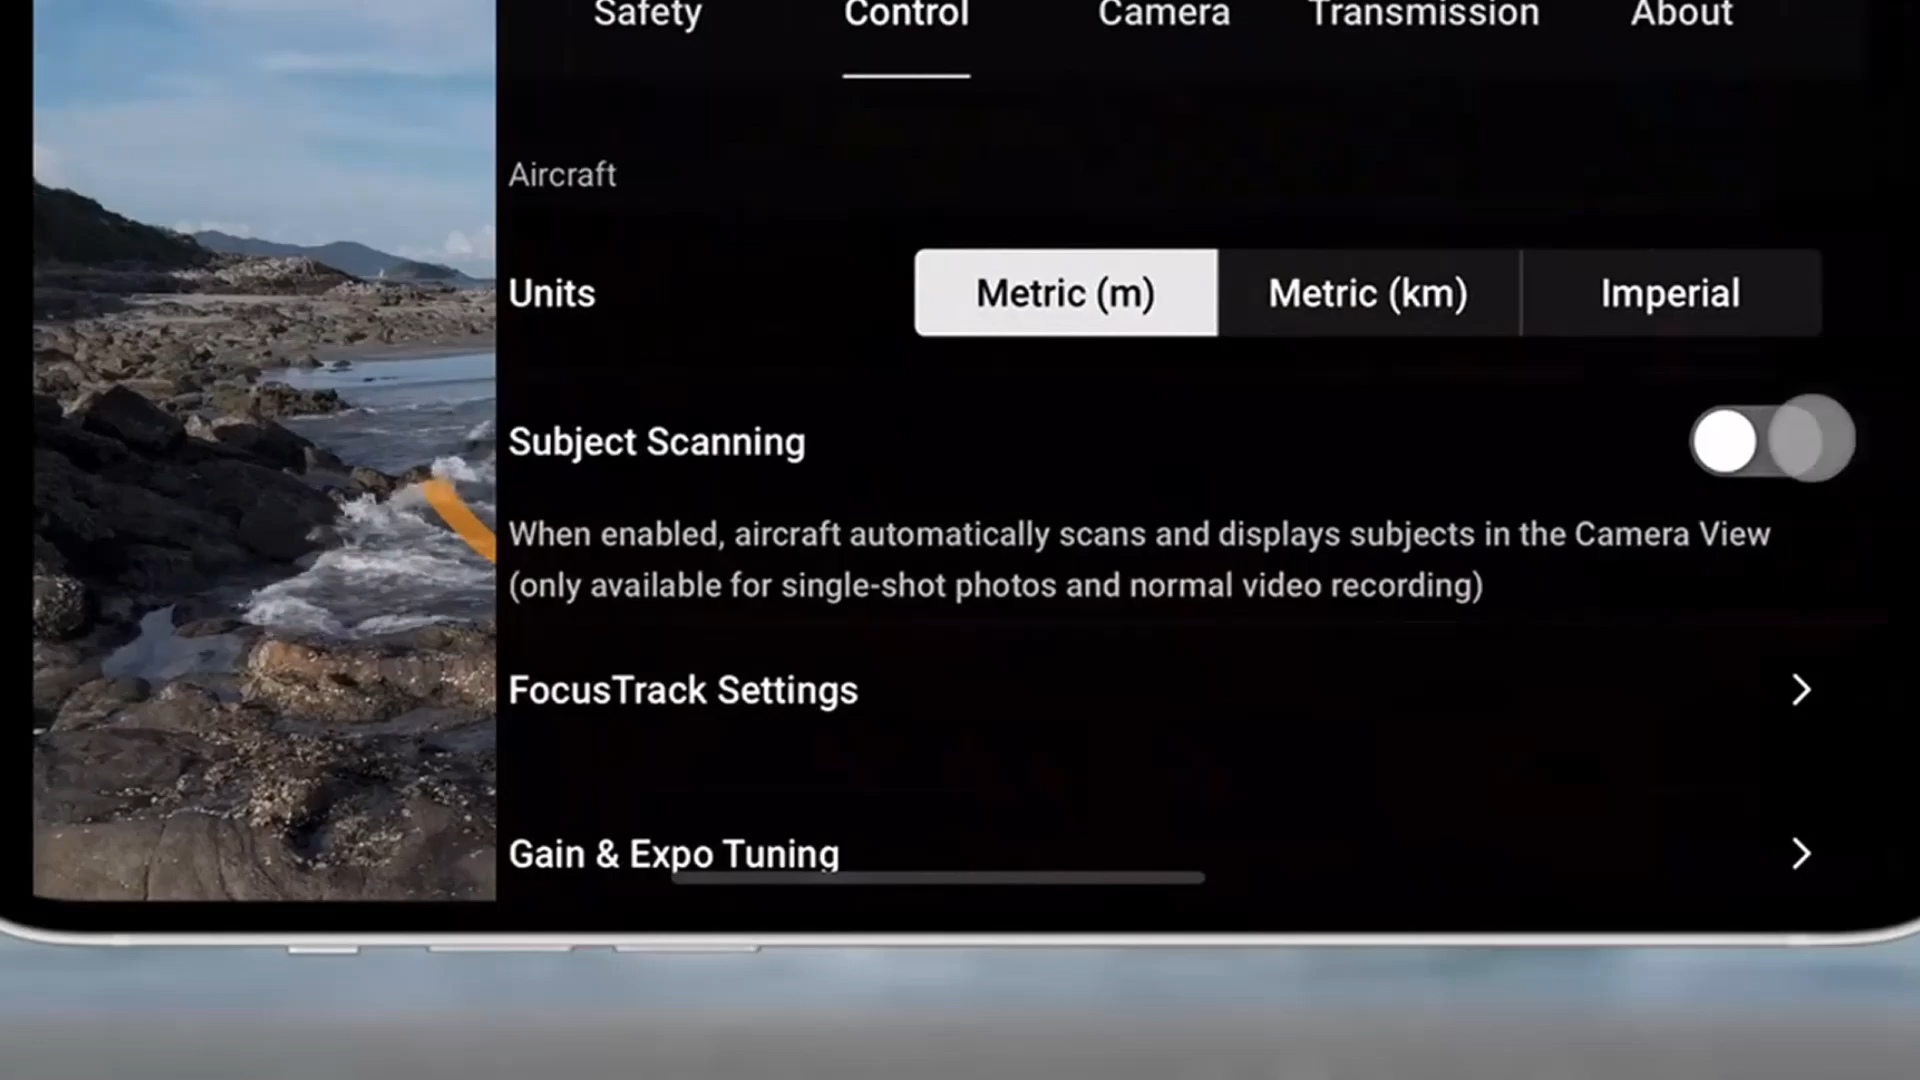 Safety Control Camera Transmission About
Aircraft
Units Metric (m) Metric (km) Imperial
Subject Scanning
When enabled, aircraft automatically scans and displays subjects in the Camera View
(only available for single-shot photos and normal video recording)
FocusTrack Settings
Gain & Expo Tuning